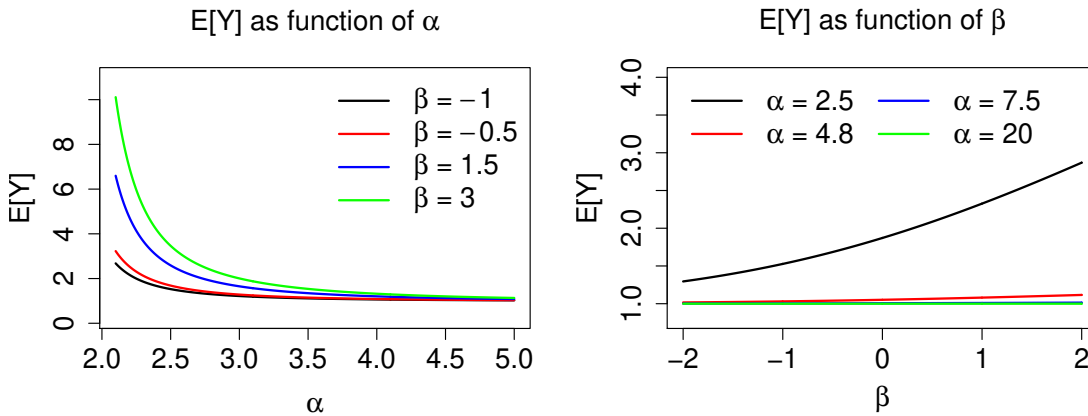 E[Y] as function of α
E[Y]
0 2 4 6 8
β = −1
β = −0.5
β = 1.5
β = 3
2.0 2.5 3.0 3.5 4.0 4.5 5.0
α
E[Y] as function of β
E[Y]
1.0 2.0 3.0 4.0
α = 2.5 α = 7.5
α = 4.8 α = 20
−2 −1 0 1 2
β